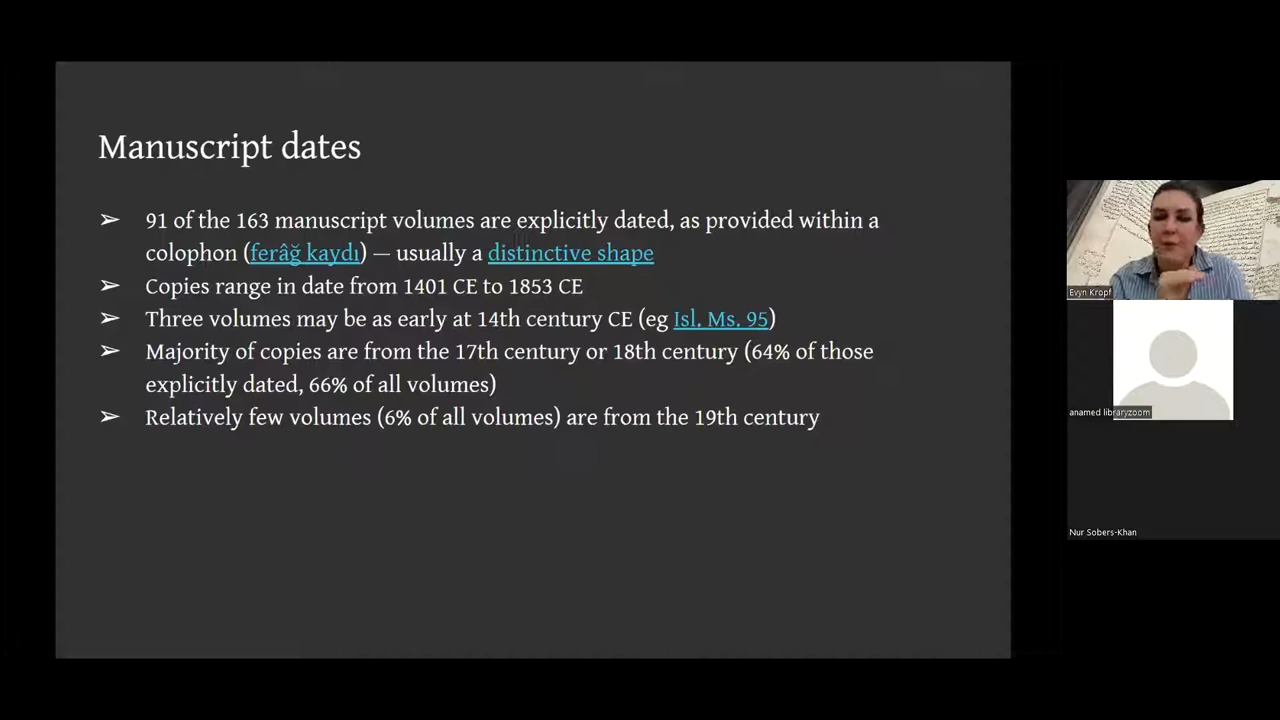 Manuscript dates
➢ 91 of the 163 manuscript volumes are explicitly dated, as provided within a
colophon (ferâğ kaydı) — usually a distinctive shape
➢ Copies range in date from 1401 CE to 1853 CE
➢ Three volumes may be as early at 14th century CE (eg Isl. Ms. 95)
➢ Majority of copies are from the 17th century or 18th century (64% of those
explicitly dated, 66% of all volumes)
➢ Relatively few volumes (6% of all volumes) are from the 19th century
Evyn Kropf
anamed libraryzoom
Nur Sobers-Khan